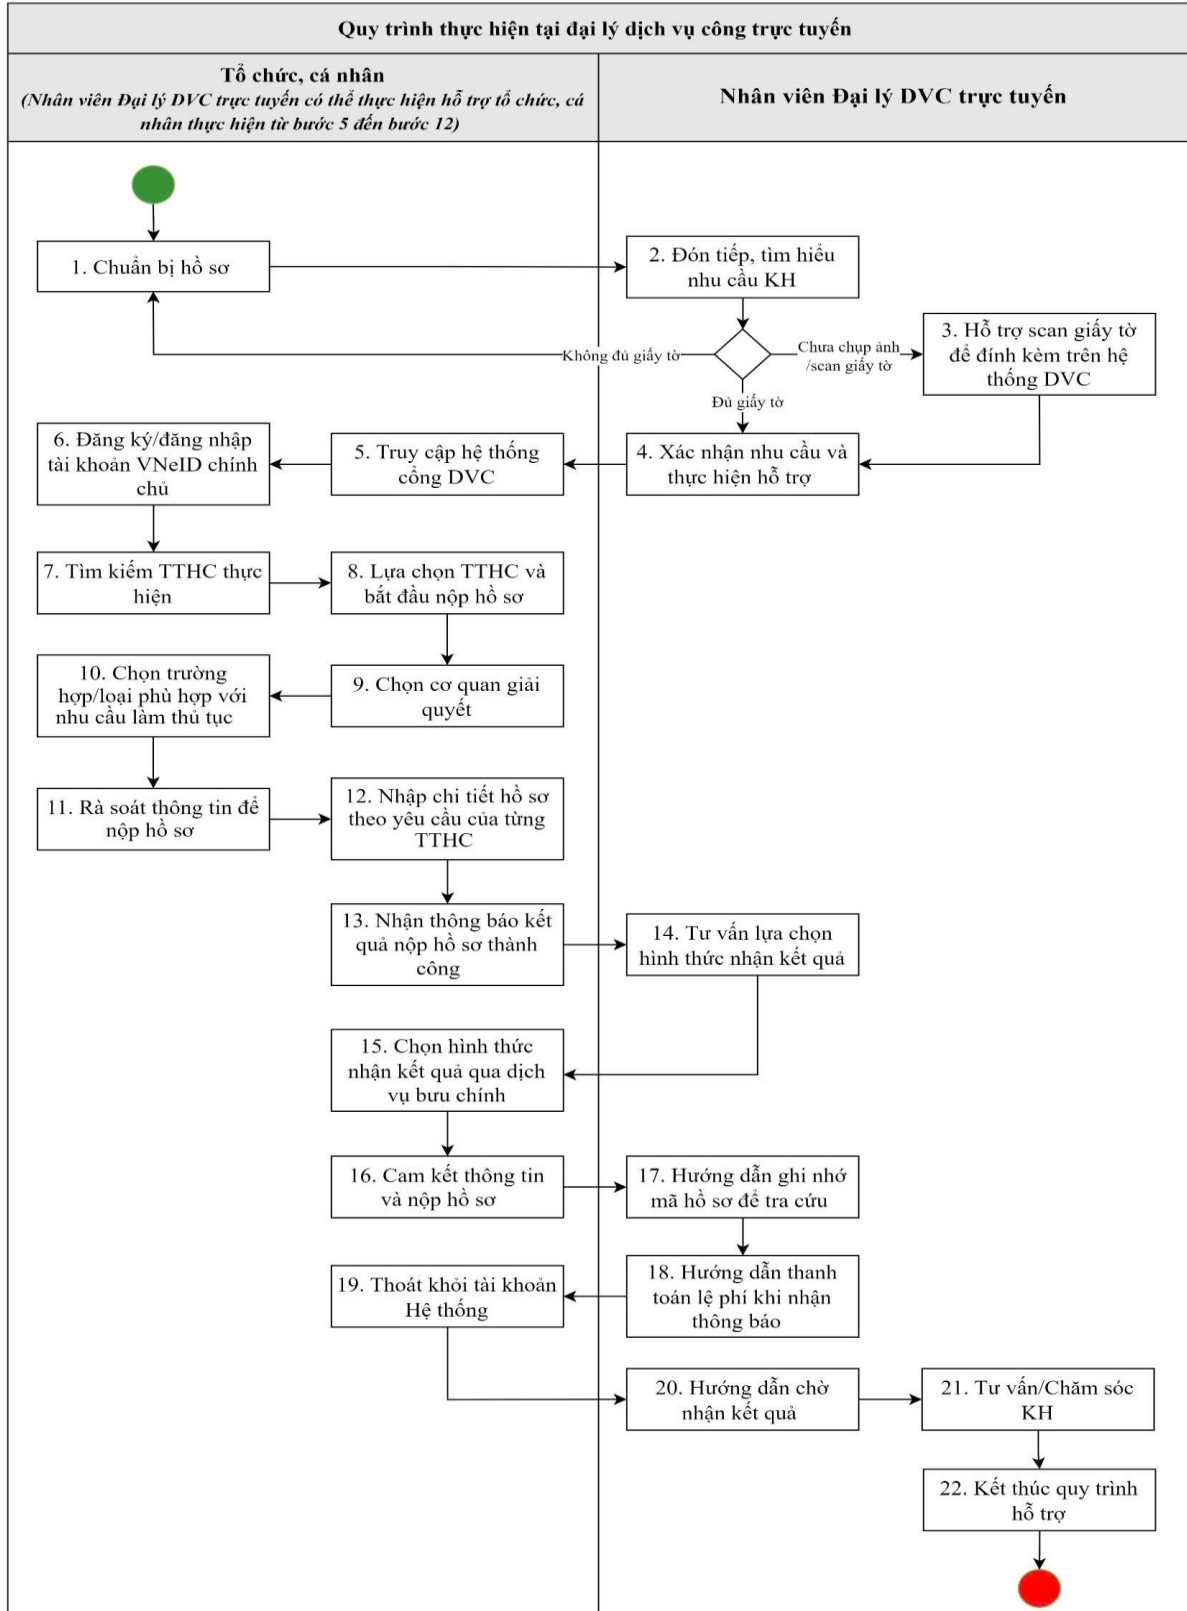 Quy trình thực hiện tại đại lý dịch vụ công trực tuyến
Tổ chức, cá nhân
(Nhân viên Đại lý DVC trực tuyến có thể thực hiện hỗ trợ tổ chức, cá
nhân thực hiện từ bước 5 đến bước 12)
Nhân viên Đại lý DVC trực tuyến
1. Chuẩn bị hồ sơ
2. Đón tiếp, tìm hiểu
nhu cầu KH
Không đủ giấy tờ
Chưa chụp ảnh
/scan giấy tờ
3. Hỗ trợ scan giấy tờ
để đính kèm trên hệ
thống DVC
Đủ giấy tờ
4. Xác nhận nhu cầu và
thực hiện hỗ trợ
5. Truy cập hệ thống
cổng DVC
6. Đăng ký/đăng nhập
tài khoản VNeID chính
chủ
7. Tìm kiếm TTHC thực
hiện
8. Lựa chọn TTHC và
bắt đầu nộp hồ sơ
9. Chọn cơ quan giải
quyết
10. Chọn trường
hợp/loại phù hợp với
nhu cầu làm thủ tục
11. Rà soát thông tin để
nộp hồ sơ
12. Nhập chi tiết hồ sơ
theo yêu cầu của từng
TTHC
13. Nhận thông báo kết
quả nộp hồ sơ thành
công
14. Tư vấn lựa chọn
hình thức nhận kết quả
15. Chọn hình thức
nhận kết quả qua dịch
vụ bưu chính
16. Cam kết thông tin
và nộp hồ sơ
17. Hướng dẫn ghi nhớ
mã hồ sơ để tra cứu
18. Hướng dẫn thanh
toán lệ phí khi nhận
thông báo
19. Thoát khỏi tài khoản
Hệ thống
20. Hướng dẫn chờ
nhận kết quả
21. Tư vấn/Chăm sóc
KH
22. Kết thúc quy trình
hỗ trợ